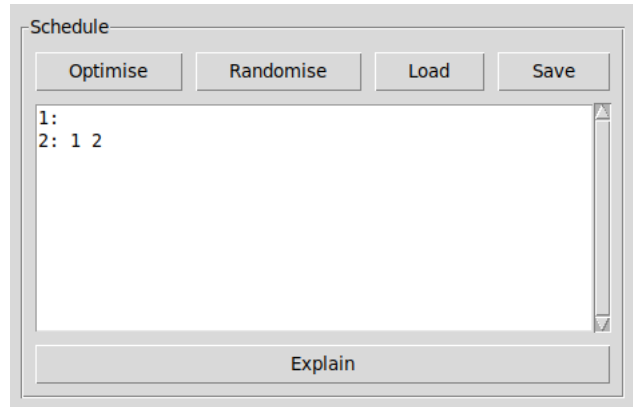 Schedule
Optimise Randomise Load Save
1:
2: 1 2
Explain